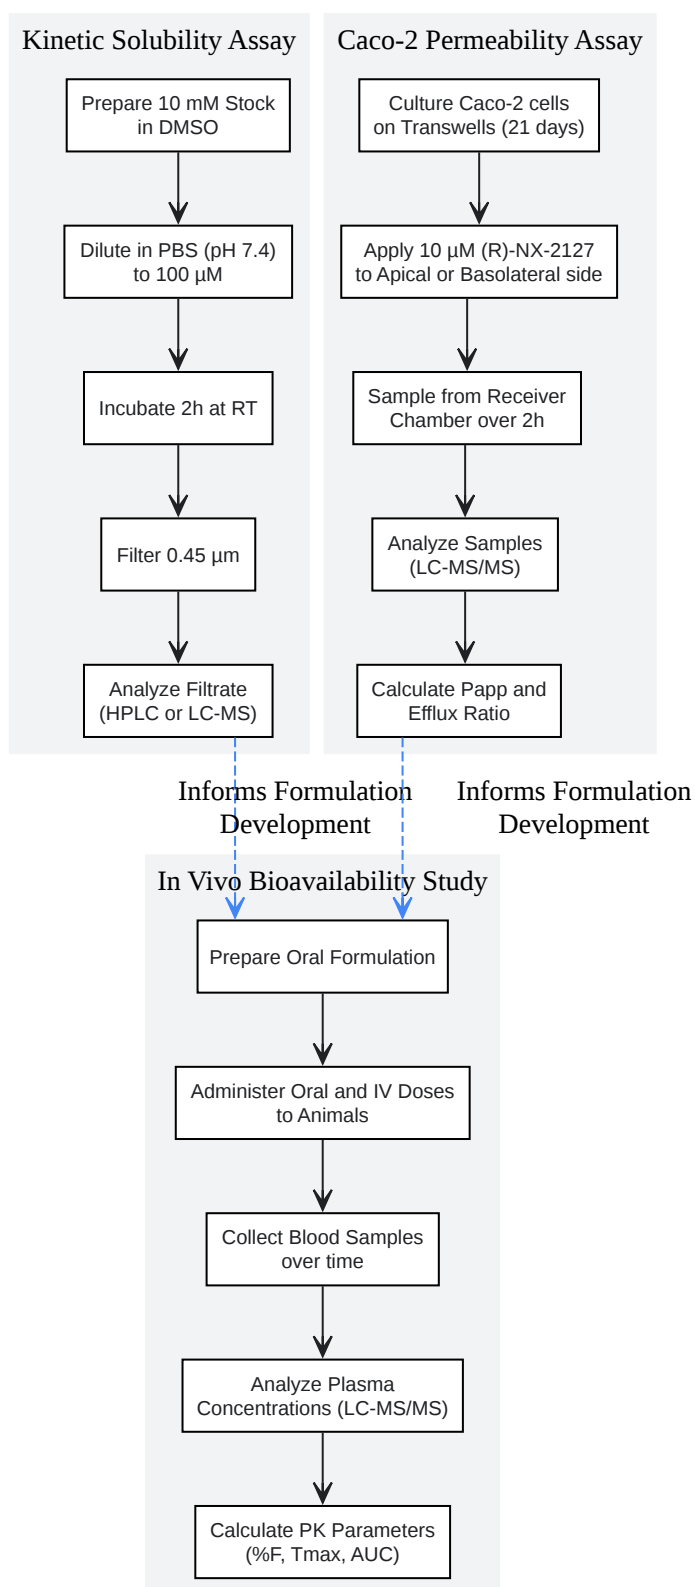 Kinetic Solubility Assay
Prepare 10 mM Stock
in DMSO
Dilute in PBS (pH 7.4)
to 100 µM
Incubate 2h at RT
Filter 0.45 µm
Analyze Filtrate
(HPLC or LC-MS)
Caco-2 Permeability Assay
Culture Caco-2 cells
on Transwells (21 days)
Apply 10 µM (R)-NX-2127
to Apical or Basolateral side
Sample from Receiver
Chamber over 2h
Analyze Samples
(LC-MS/MS)
Calculate Papp and
Efflux Ratio
Informs Formulation
Development
Informs Formulation
Development
In Vivo Bioavailability Study
Prepare Oral Formulation
Administer Oral and IV Doses
to Animals
Collect Blood Samples
over time
Analyze Plasma
Concentrations (LC-MS/MS)
Calculate PK Parameters
(%F, Tmax, AUC)